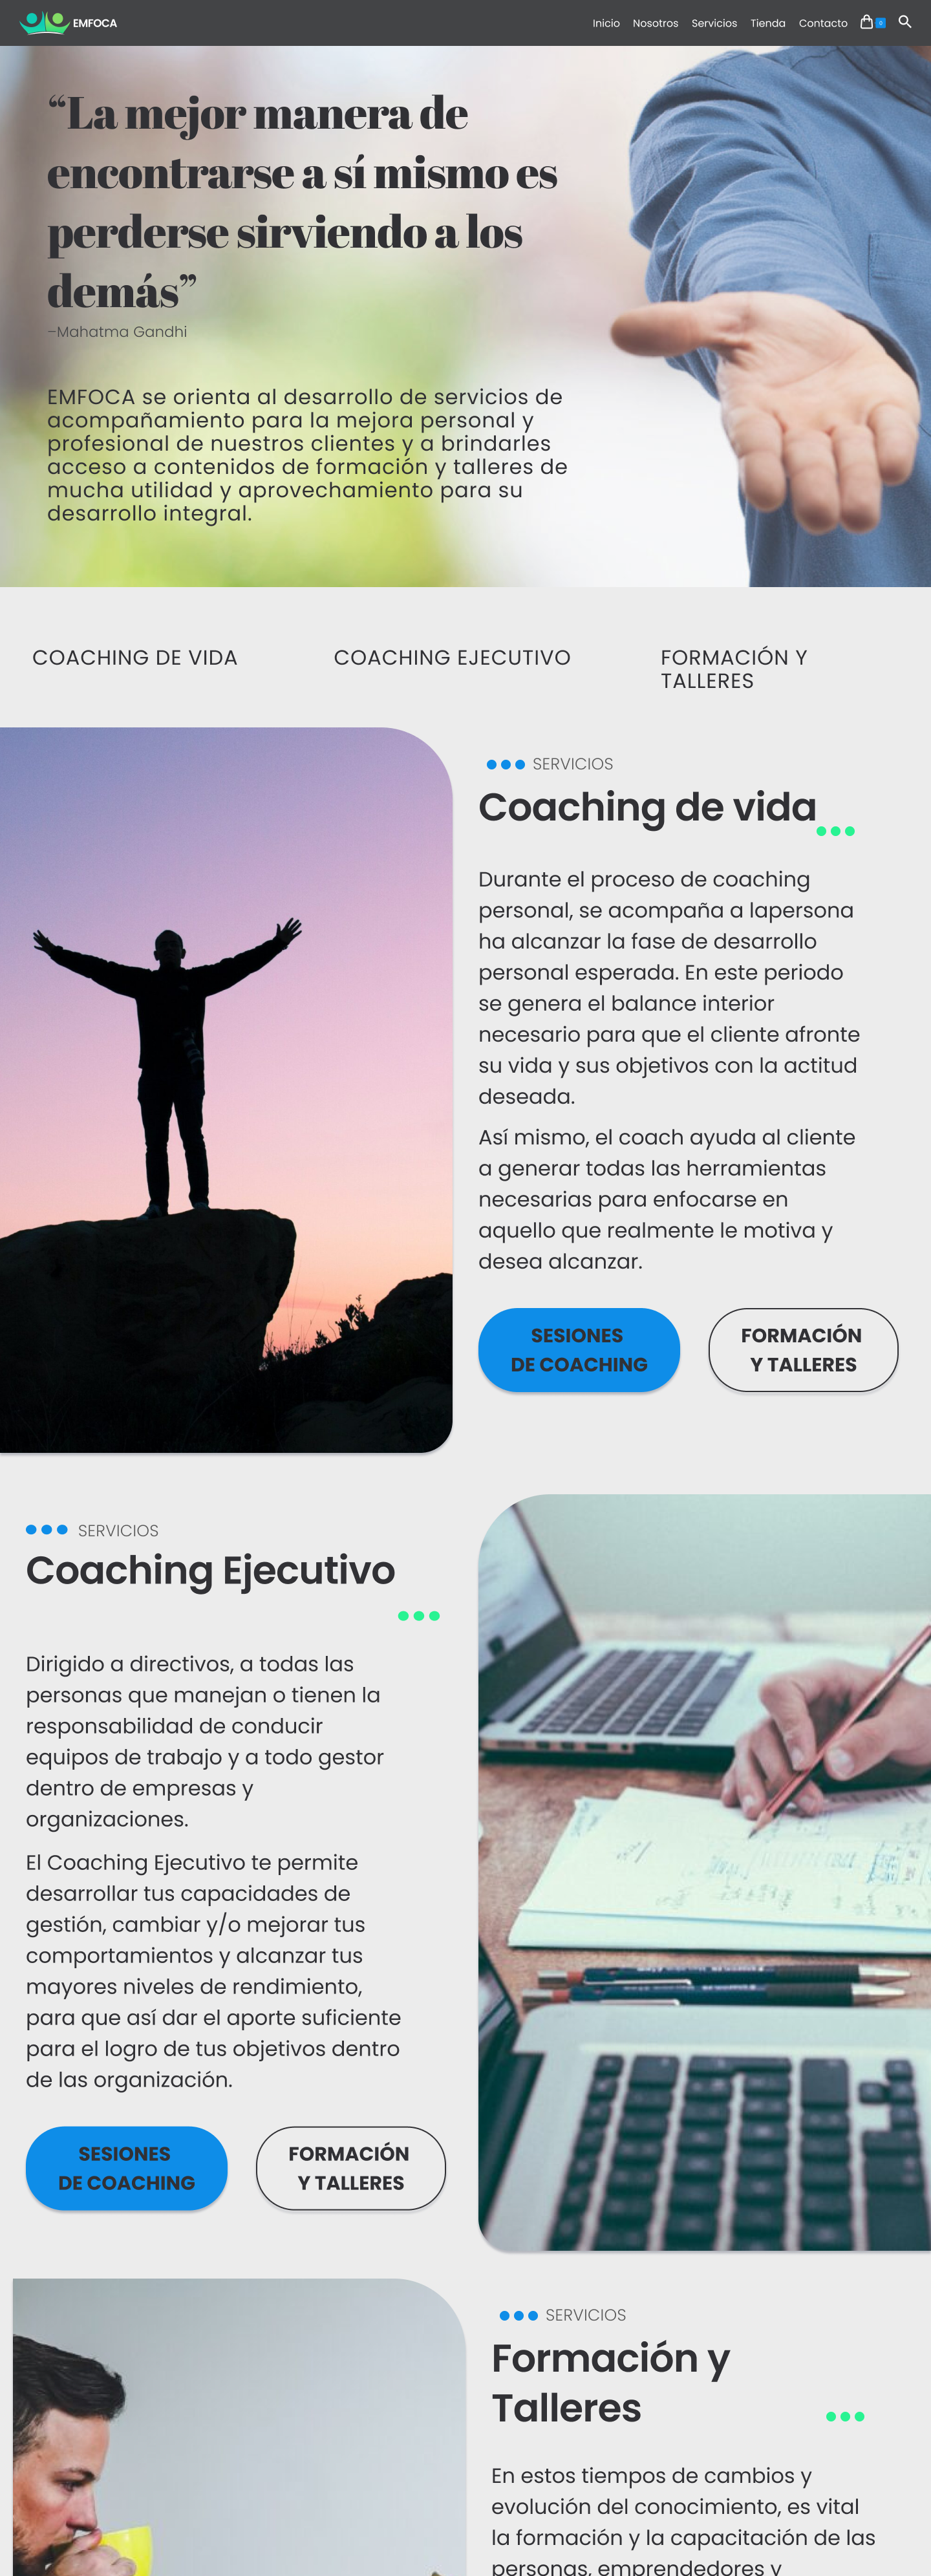 EMFOCA
Inicio Nosotros Servicios Tienda Contacto 0
“La mejor manera de
encontrarse a sí mismo es
perderse sirviendo a los
demás”
–Mahatma Gandhi
EMFOCA se orienta al desarrollo de servicios de
acompañamiento para la mejora personal y
profesional de nuestros clientes y a brindarles
acceso a contenidos de formación y talleres de
mucha utilidad y aprovechamiento para su
desarrollo integral.
COACHING DE VIDA
COACHING EJECUTIVO
FORMACIÓN Y
TALLERES
SERVICIOS
Coaching de vida
Durante el proceso de coaching
personal, se acompaña a lapersona
ha alcanzar la fase de desarrollo
personal esperada. En este periodo
se genera el balance interior
necesario para que el cliente afronte
su vida y sus objetivos con la actitud
deseada.
Así mismo, el coach ayuda al cliente
a generar todas las herramientas
necesarias para enfocarse en
aquello que realmente le motiva y
desea alcanzar.
SESIONES
DE COACHING
FORMACIÓN
Y TALLERES
SERVICIOS
Coaching Ejecutivo
Dirigido a directivos, a todas las
personas que manejan o tienen la
responsabilidad de conducir
equipos de trabajo y a todo gestor
dentro de empresas y
organizaciones.
El Coaching Ejecutivo te permite
desarrollar tus capacidades de
gestión, cambiar y/o mejorar tus
comportamientos y alcanzar tus
mayores niveles de rendimiento,
para que así dar el aporte suficiente
para el logro de tus objetivos dentro
de las organización.
SESIONES
DE COACHING
FORMACIÓN
Y TALLERES
SERVICIOS
Formación y
Talleres
En estos tiempos de cambios y
evolución del conocimiento, es vital
la formación y la capacitación de las
personas, emprendedores y